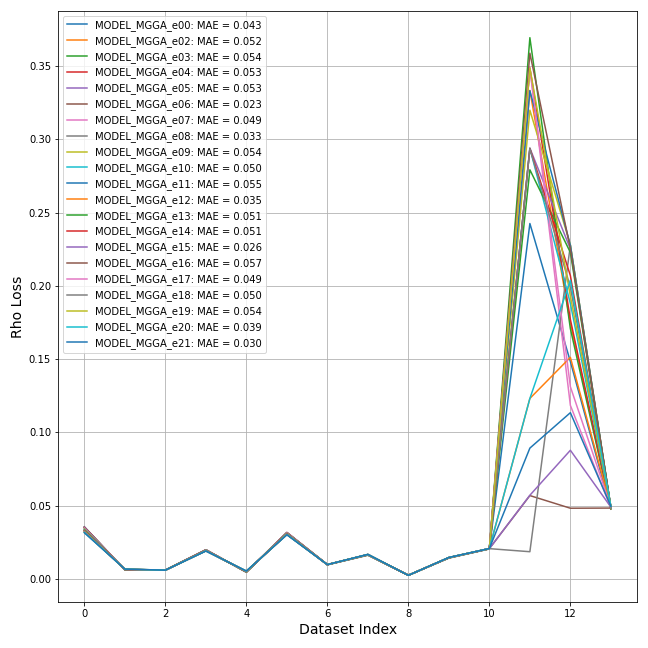 MODEL_MGGA_e00: MAE = 0.043
MODEL_MGGA_e02: MAE = 0.052
MODEL_MGGA_e03: MAE = 0.054
MODEL_MGGA_e04: MAE = 0.053
MODEL_MGGA_e05: MAE = 0.053
MODEL_MGGA_e06: MAE = 0.023
MODEL_MGGA_e07: MAE = 0.049
MODEL_MGGA_e08: MAE = 0.033
MODEL_MGGA_e09: MAE = 0.054
MODEL_MGGA_e10: MAE = 0.050
MODEL_MGGA_e11: MAE = 0.055
MODEL_MGGA_e12: MAE = 0.035
MODEL_MGGA_e13: MAE = 0.051
MODEL_MGGA_e14: MAE = 0.051
MODEL_MGGA_e15: MAE = 0.026
MODEL_MGGA_e16: MAE = 0.057
MODEL_MGGA_e17: MAE = 0.049
MODEL_MGGA_e18: MAE = 0.050
MODEL_MGGA_e19: MAE = 0.054
MODEL_MGGA_e20: MAE = 0.039
MODEL_MGGA_e21: MAE = 0.030
Rho Loss
0.35
0.30
0.25
0.20
0.15
0.10
0.05
0.00
0 2 4 6 8 10 12
Dataset Index